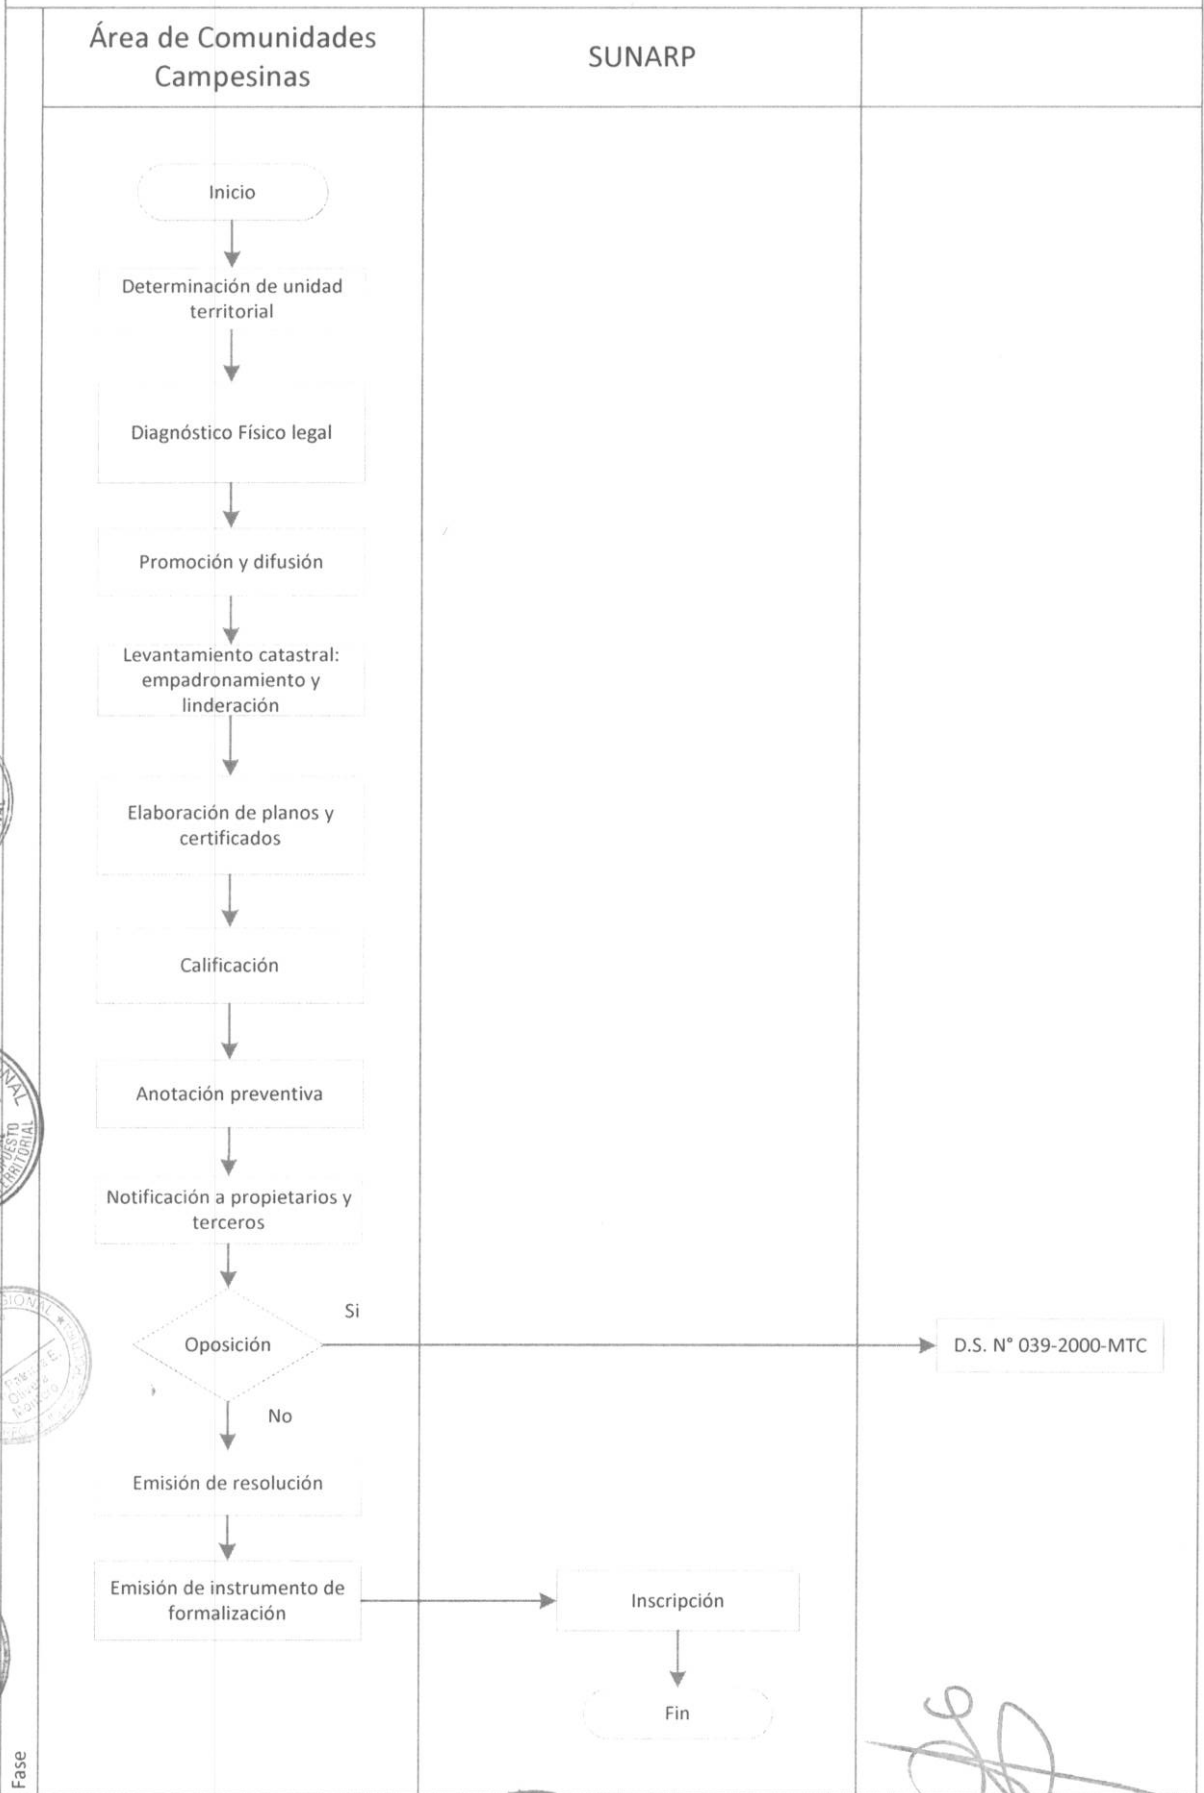 Área de Comunidades
Campesinas
SUNARP
Inicio
Determinación de unidad
territorial
Diagnóstico Físico legal
Promoción y difusión
Levantamiento catastral:
empadronamiento y
linderación
Elaboración de planos y
certificados
Calificación
Anotación preventiva
Notificación a propietarios y
terceros
Oposición
Si
D.S. N° 039-2000-MTC
No
Emisión de resolución
Emisión de instrumento de
formalización
Inscripción
Fin
Fase